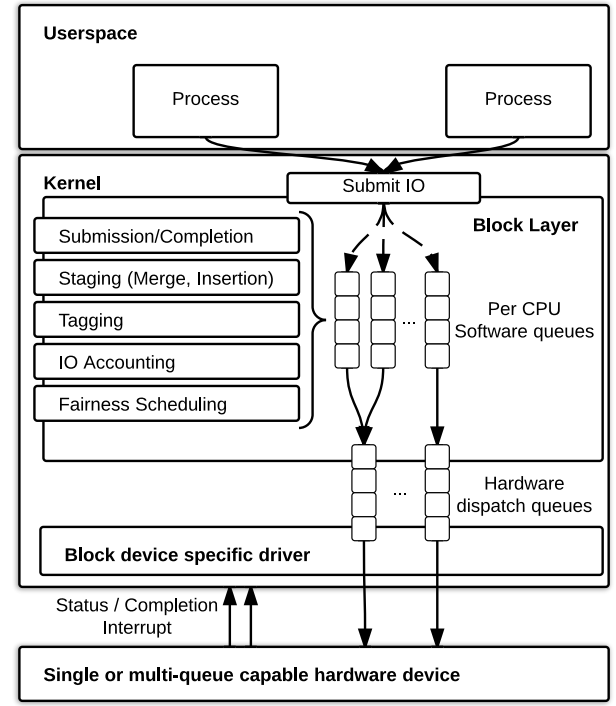 Userspace
Process
Process
Kernel
Submit IO
Block Layer
Submission/Completion
Staging (Merge, Insertion)
Tagging
IO Accounting
Fairness Scheduling
...
Per CPU
Software queues
...
Hardware
dispatch queues
Block device specific driver
Status / Completion
Interrupt
Single or multi-queue capable hardware device